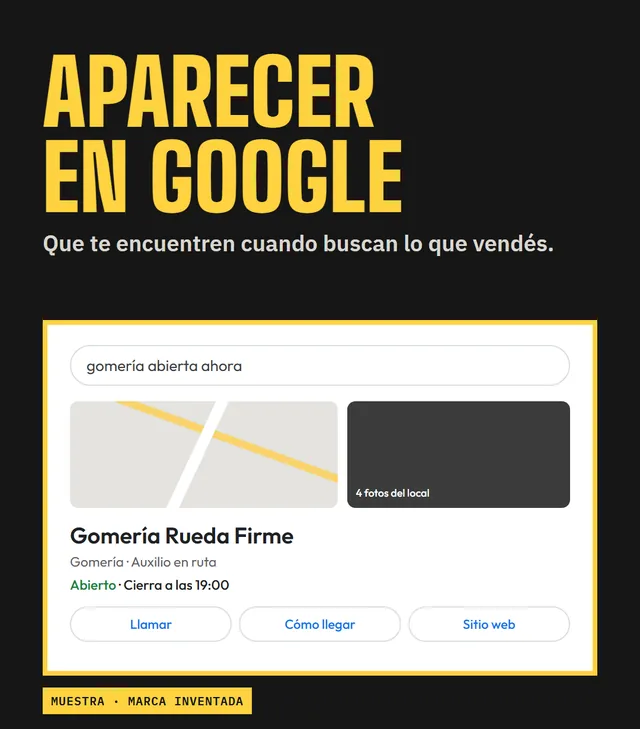 APARECER
EN GOOGLE
Que te encuentren cuando buscan lo que vendés.
gomería abierta ahora
4 fotos del local
Gomería Rueda Firme
Gomería · Auxilio en ruta
Abierto · Cierra a las 19:00
Llamar
Cómo llegar
Sitio web
MUESTRA · MARCA INVENTADA